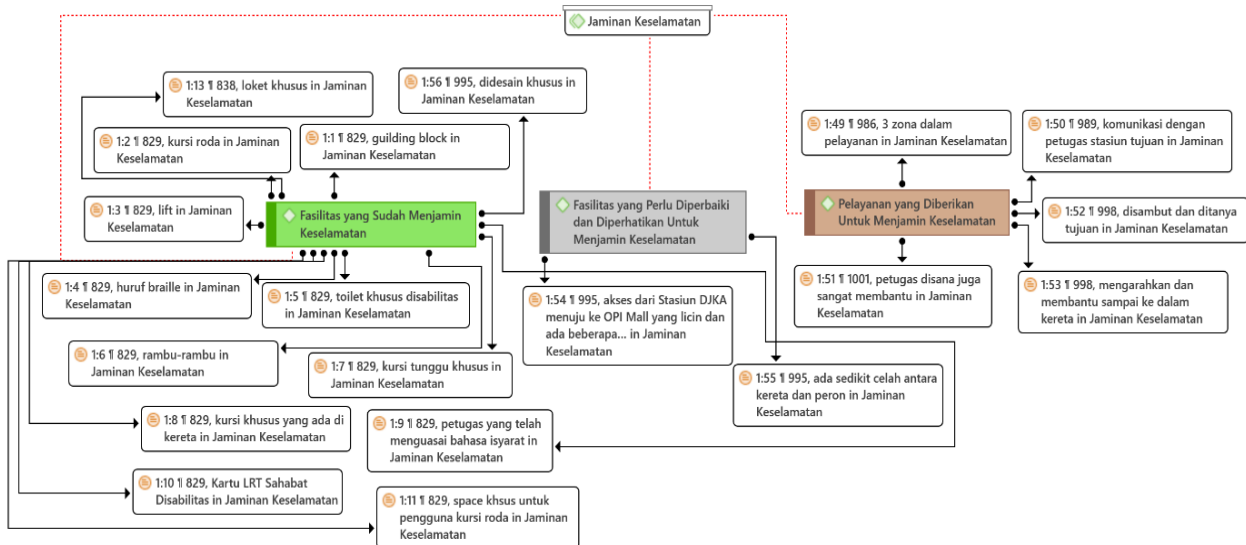 Jaminan Keselamatan
1:13 ¶ 838, loket khusus in Jaminan
Keselamatan
1:56 ¶ 995, didesain khusus in
Jaminan Keselamatan
1:2 ¶ 829, kursi roda in Jaminan
Keselamatan
1:1 ¶ 829, guilding block in
Jaminan Keselamatan
1:49 ¶ 986, 3 zona dalam
pelayanan in Jaminan
Keselamatan
1:50 ¶ 989, komunikasi dengan
petugas stasiun tujuan in Jaminan
Keselamatan
1:3 ¶ 829, lift in Jaminan
Keselamatan
Fasilitas yang Sudah Menjamin
Keselamatan
Fasilitas yang Perlu Diperbaiki
dan Diperhatikan Untuk
Menjamin Keselamatan
Pelayanan yang Diberikan
Untuk Menjamin Keselamatan
1:52 ¶ 998, disambut dan ditanya
tujuan in Jaminan Keselamatan
1:4 ¶ 829, huruf braille in Jaminan
Keselamatan
1:5 ¶ 829, toilet khusus disabilitas
in Jaminan Keselamatan
1:54 ¶ 995, akses dari Stasiun DJKA
menuju ke OPI Mall yang licin dan
ada beberapa... in Jaminan
Keselamatan
1:51 ¶ 1001, petugas disana juga
sangat membantu in Jaminan
Keselamatan
1:53 ¶ 998, mengarahkan dan
membantu sampai ke dalam
kereta in Jaminan Keselamatan
1:6 ¶ 829, rambu-rambu in
Jaminan Keselamatan
1:7 ¶ 829, kursi tunggu khusus in
Jaminan Keselamatan
1:55 ¶ 995, ada sedikit celah antara
kereta dan peron in Jaminan
Keselamatan
1:8 ¶ 829, kursi khusus yang ada di
kereta in Jaminan Keselamatan
1:9 ¶ 829, petugas yang telah
menguasai bahasa isyarat in
Jaminan Keselamatan
1:10 ¶ 829, Kartu LRT Sahabat
Disabilitas in Jaminan Keselamatan
1:11 ¶ 829, space khsus untuk
pengguna kursi roda in Jaminan
Keselamatan